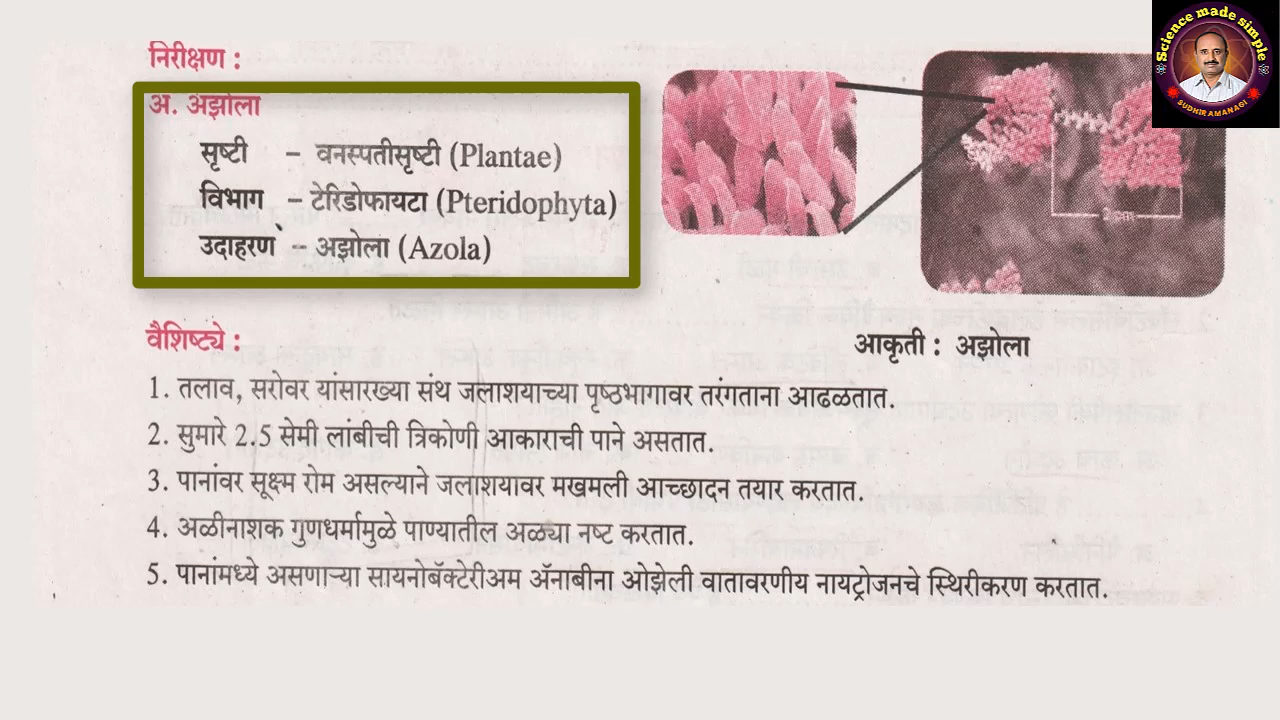 निरीक्षण :
अ. अझोला
सृष्टी – वनस्पतीसृष्टी (Plantae)
विभाग – टेरिडोफायटा (Pteridophyta)
उदाहरण – अझोला (Azola)
2 cm
Science made simple
SUDHIR AMANAGI
वैशिष्ट्ये :
आकृती : अझोला
1. तलाव, सरोवर यांसारख्या संथ जलाशयाच्या पृष्ठभागावर तरंगताना आढळतात.
2. सुमारे 2.5 सेमी लांबीची त्रिकोणी आकाराची पाने असतात.
3. पानांवर सूक्ष्म रोम असल्याने जलाशयावर मखमली आच्छादन तयार करतात.
4. अळीनाशक गुणधर्मामुळे पाण्यातील अळ्या नष्ट करतात.
5. पानांमध्ये असणाऱ्या सायनोबॅक्टेरीअम ॲनाबीना ओझेली वातावरणीय नायट्रोजनचे स्थिरीकरण करतात.